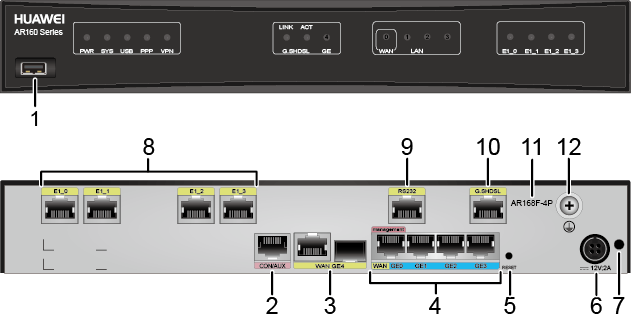 HUAWEI
AR160 Series
LINK ACT
PWR SYS USB PPP VPN
G.SHDSL GE
0 1 2 3
WAN LAN
E1_0 E1_1 E1_2 E1_3
1
8 9 10 11 12
E1_0 E1_1 E1_2 E1_3 RS232 G.SHDSL
AR168F-4P
Management
CON/AUX WAN GE4 WAN GE0 GE1 GE2 GE3 RESET 12V;2A
2 3 4 5 6 7